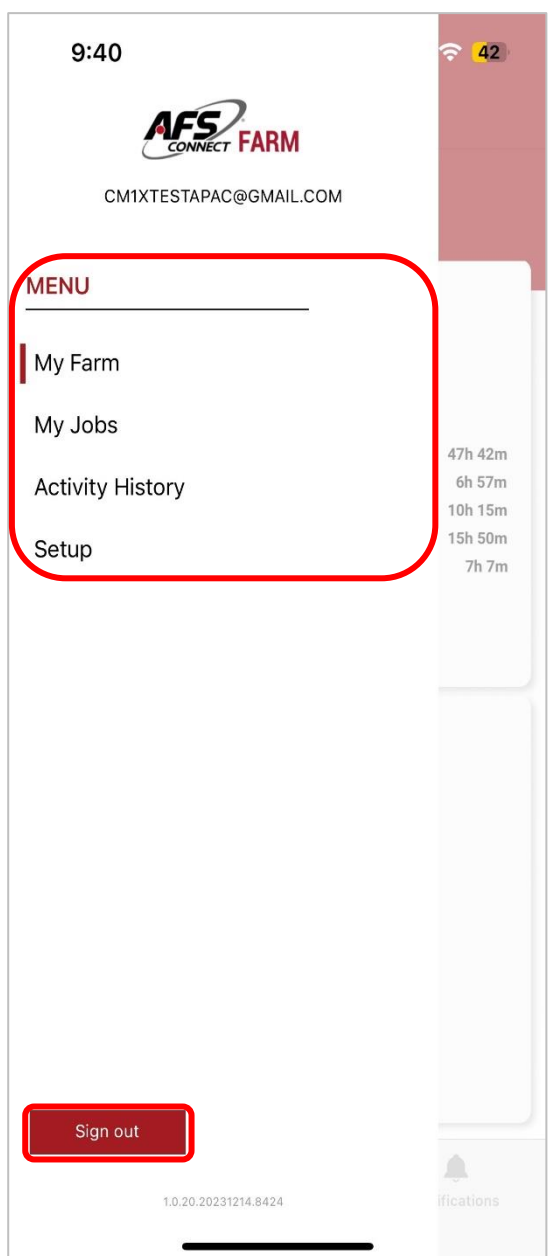 9:40
42
AFS
CONNECT FARM
CM1XTESTAPAC@GMAIL.COM
MENU
My Farm
My Jobs
47h 42m
Activity History
6h 57m
10h 15m
15h 50m
Setup
7h 7m
Sign out
1.0.20.20231214.8424
ifications